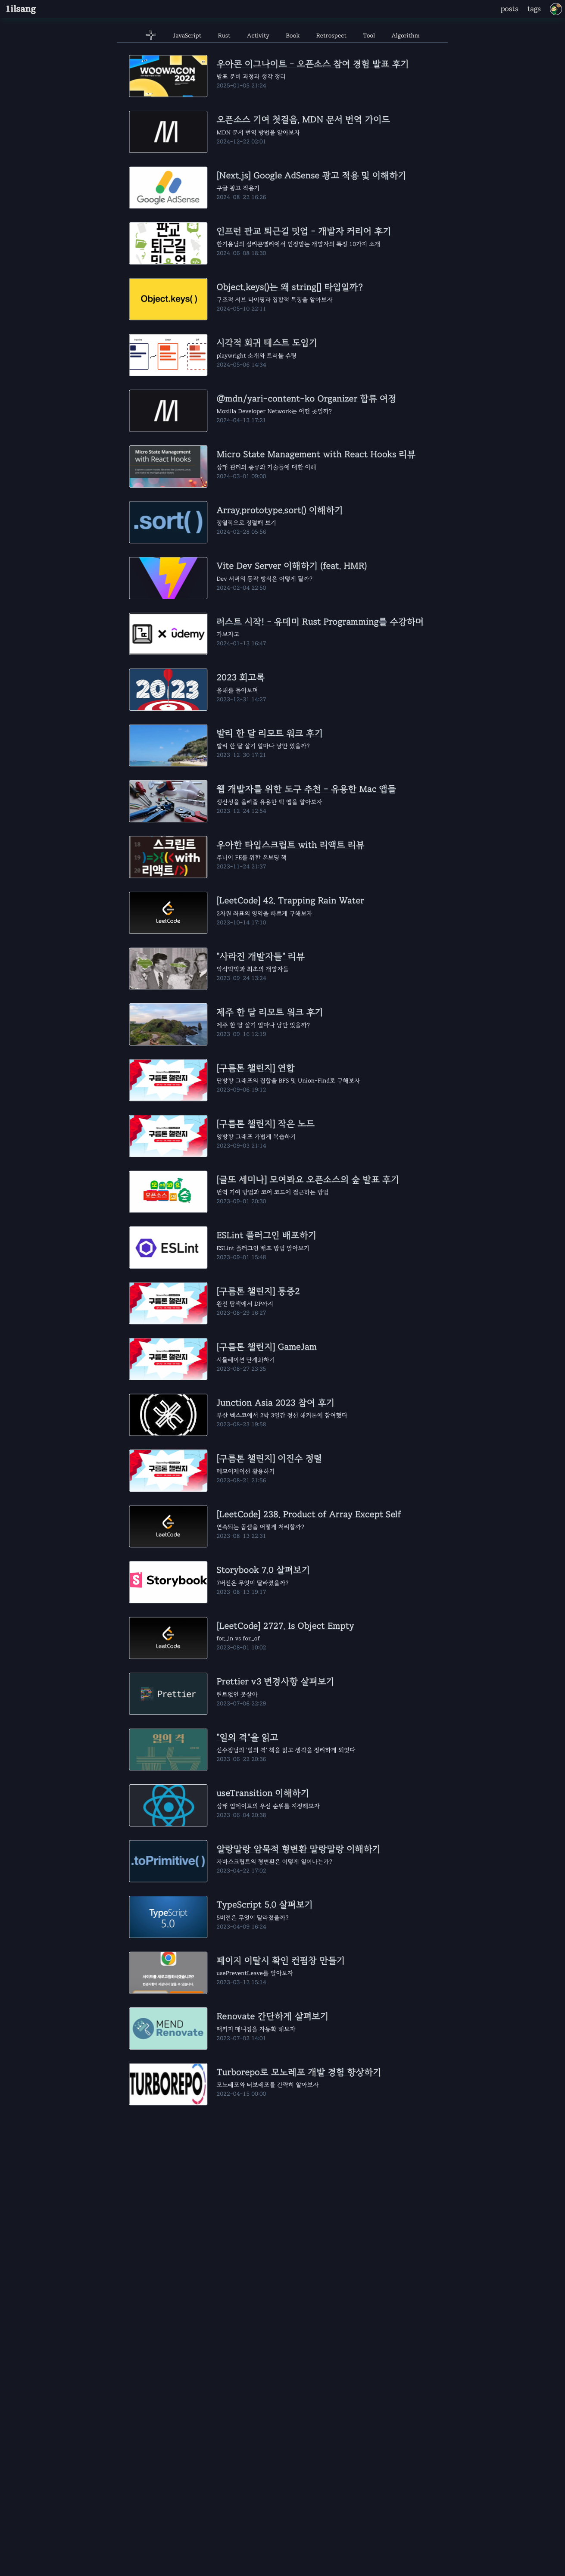 1ilsang
posts tags
JavaScript Rust Activity Book Retrospect Tool Algorithm
WOOWACON 2024
우아콘 이그나이트 - 오픈소스 참여 경험 발표 후기
발표 준비 과정과 생각 정리
2025-01-05 21:24
오픈소스 기여 첫걸음, MDN 문서 번역 가이드
MDN 문서 번역 방법을 알아보자
2024-12-22 02:01
Google AdSense
[Next.js] Google AdSense 광고 적용 및 이해하기
구글 광고 적용기
2024-08-22 16:26
판교 퇴근길 밋업
인프런 판교 퇴근길 밋업 - 개발자 커리어 후기
한기용님의 실리콘밸리에서 인정받는 개발자의 특징 10가지 소개
2024-06-08 18:30
Object.keys( )
Object.keys()는 왜 string[] 타입일까?
구조적 서브 타이핑과 집합적 특징을 알아보자
2024-05-10 22:11
시각적 회귀 테스트 도입기
playwright 소개와 트러블 슈팅
2024-05-06 14:34
@mdn/yari-content-ko Organizer 합류 여정
Mozilla Developer Network는 어떤 곳일까?
2024-04-13 17:21
Micro State Management with React Hooks
Micro State Management with React Hooks 리뷰
상태 관리의 종류와 기술들에 대한 이해
2024-03-01 09:00
.sort( )
Array.prototype.sort() 이해하기
정렬적으로 정렬해 보기
2024-02-28 05:56
Vite Dev Server 이해하기 (feat. HMR)
Dev 서버의 동작 방식은 어떻게 될까?
2024-02-04 22:50
X ûdemy
러스트 시작! - 유데미 Rust Programming를 수강하며
가보자고
2024-01-13 16:47
2023
2023 회고록
올해를 돌아보며
2023-12-31 14:27
발리 한 달 리모트 워크 후기
발리 한 달 살기 얼마나 낭만 있을까?
2023-12-30 17:21
웹 개발자를 위한 도구 추천 - 유용한 Mac 앱들
생산성을 올려줄 유용한 맥 앱을 알아보자
2023-12-24 12:54
스크립트 with 리액트
우아한 타입스크립트 with 리액트 리뷰
주니어 FE를 위한 온보딩 책
2023-11-24 21:37
LeetCode
[LeetCode] 42. Trapping Rain Water
2차원 좌표의 영역을 빠르게 구해보자
2023-10-14 17:10
"사라진 개발자들" 리뷰
악식박박과 최초의 개발자들
2023-09-24 13:24
제주 한 달 리모트 워크 후기
제주 한 달 살기 얼마나 낭만 있을까?
2023-09-16 12:19
구름톤 챌린지
[구름톤 챌린지] 연합
단방향 그래프의 집합을 BFS 및 Union-Find로 구해보자
2023-09-06 19:12
구름톤 챌린지
[구름톤 챌린지] 작은 노드
양방향 그래프 가볍게 복습하기
2023-09-03 21:14
오픈소스
[글또 세미나] 모여봐요 오픈소스의 숲 발표 후기
번역 기여 방법과 코어 코드에 접근하는 방법
2023-09-01 20:30
ESLint
ESLint 플러그인 배포하기
ESLint 플러그인 배포 방법 알아보기
2023-09-01 15:48
구름톤 챌린지
[구름톤 챌린지] 통증2
완전 탐색에서 DP까지
2023-08-29 16:27
구름톤 챌린지
[구름톤 챌린지] GameJam
시뮬레이션 단계화하기
2023-08-27 23:35
Junction Asia 2023 참여 후기
부산 벡스코에서 2박 3일간 정션 해커톤에 참여했다
2023-08-23 19:58
구름톤 챌린지
[구름톤 챌린지] 이진수 정렬
메모이제이션 활용하기
2023-08-21 21:56
LeetCode
[LeetCode] 238. Product of Array Except Self
연속되는 곱셈을 어떻게 처리할까?
2023-08-13 22:31
Storybook
Storybook 7.0 살펴보기
7버전은 무엇이 달라졌을까?
2023-08-13 19:17
LeetCode
[LeetCode] 2727. Is Object Empty
for_in vs for_of
2023-08-01 10:02
Prettier
Prettier v3 변경사항 살펴보기
린트없인 못살아
2023-07-06 22:29
일의 격
"일의 격"을 읽고
신수정님의 '일의 격' 책을 읽고 생각을 정리하게 되었다
2023-06-22 20:36
useTransition 이해하기
상태 업데이트의 우선 순위를 지정해보자
2023-06-04 20:38
.toPrimitive( )
알랑말랑 암묵적 형변환 말랑말랑 이해하기
자바스크립트의 형변환은 어떻게 일어나는가?
2023-04-22 17:02
TypeScript 5.0
TypeScript 5.0 살펴보기
5버전은 무엇이 달라졌을까?
2023-04-09 16:24
사이트를 새로고침하시겠습니까?
페이지 이탈시 확인 컨펌창 만들기
usePreventLeave를 알아보자
2023-03-12 15:14
MEND Renovate
Renovate 간단하게 살펴보기
패키지 매니징을 자동화 해보자
2022-07-02 14:01
TURBOREPO
Turborepo로 모노레포 개발 경험 향상하기
모노레포와 터보레포를 간략히 알아보자
2022-04-15 00:00